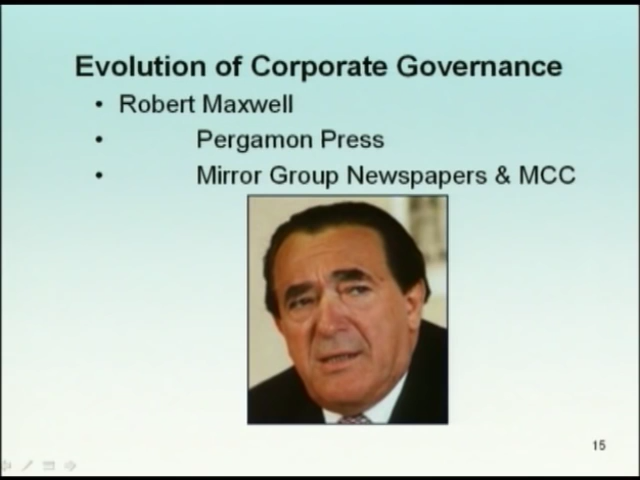 Evolution of Corporate Governance
• Robert Maxwell
• Pergamon Press
• Mirror Group Newspapers & MCC
15